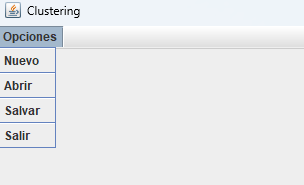 Clustering
Opciones
Nuevo
Abrir
Salvar
Salir